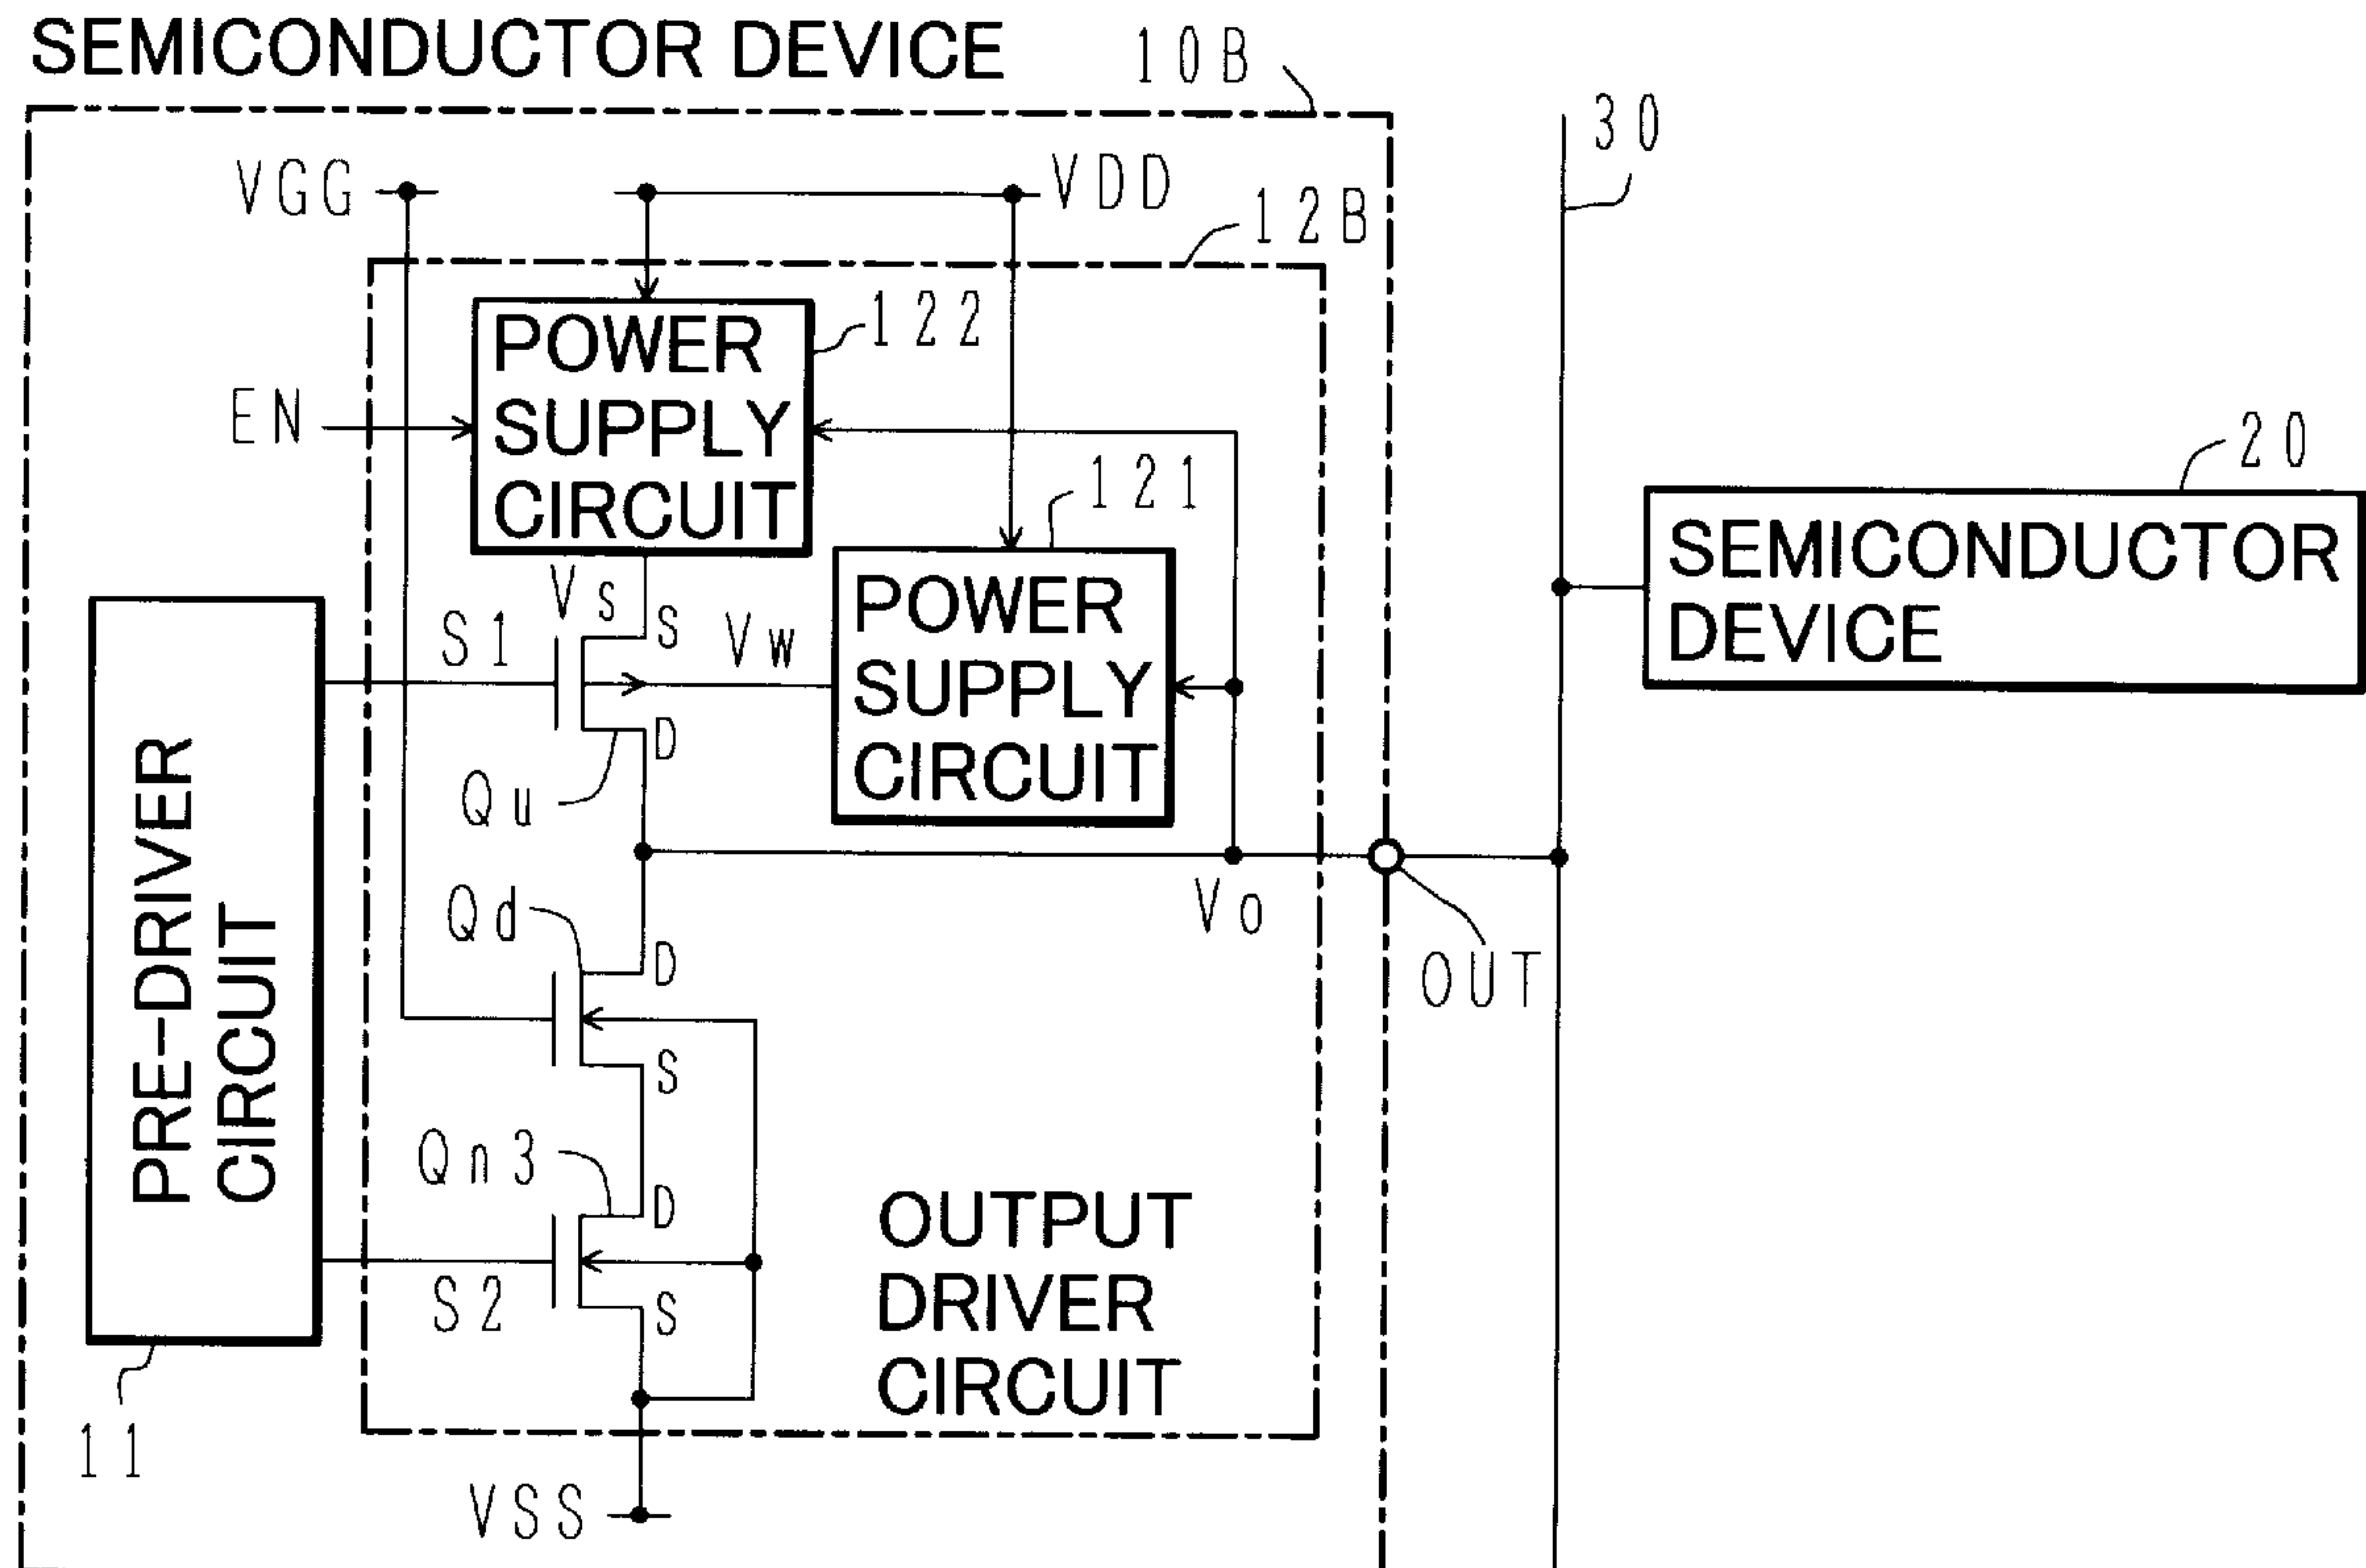 SEMICONDUCTOR DEVICE
10B
30
VGG
VDD
12B
POWER
SUPPLY
CIRCUIT
122
EN
121
20
SEMICONDUCTOR
DEVICE
Vs
S
S1
Vw
POWER
SUPPLY
CIRCUIT
D
Qu
PRE-DRIVER
CIRCUIT
Qd
D
Vo
OUT
S
Qn3
D
OUTPUT
DRIVER
CIRCUIT
S2
S
11
VSS